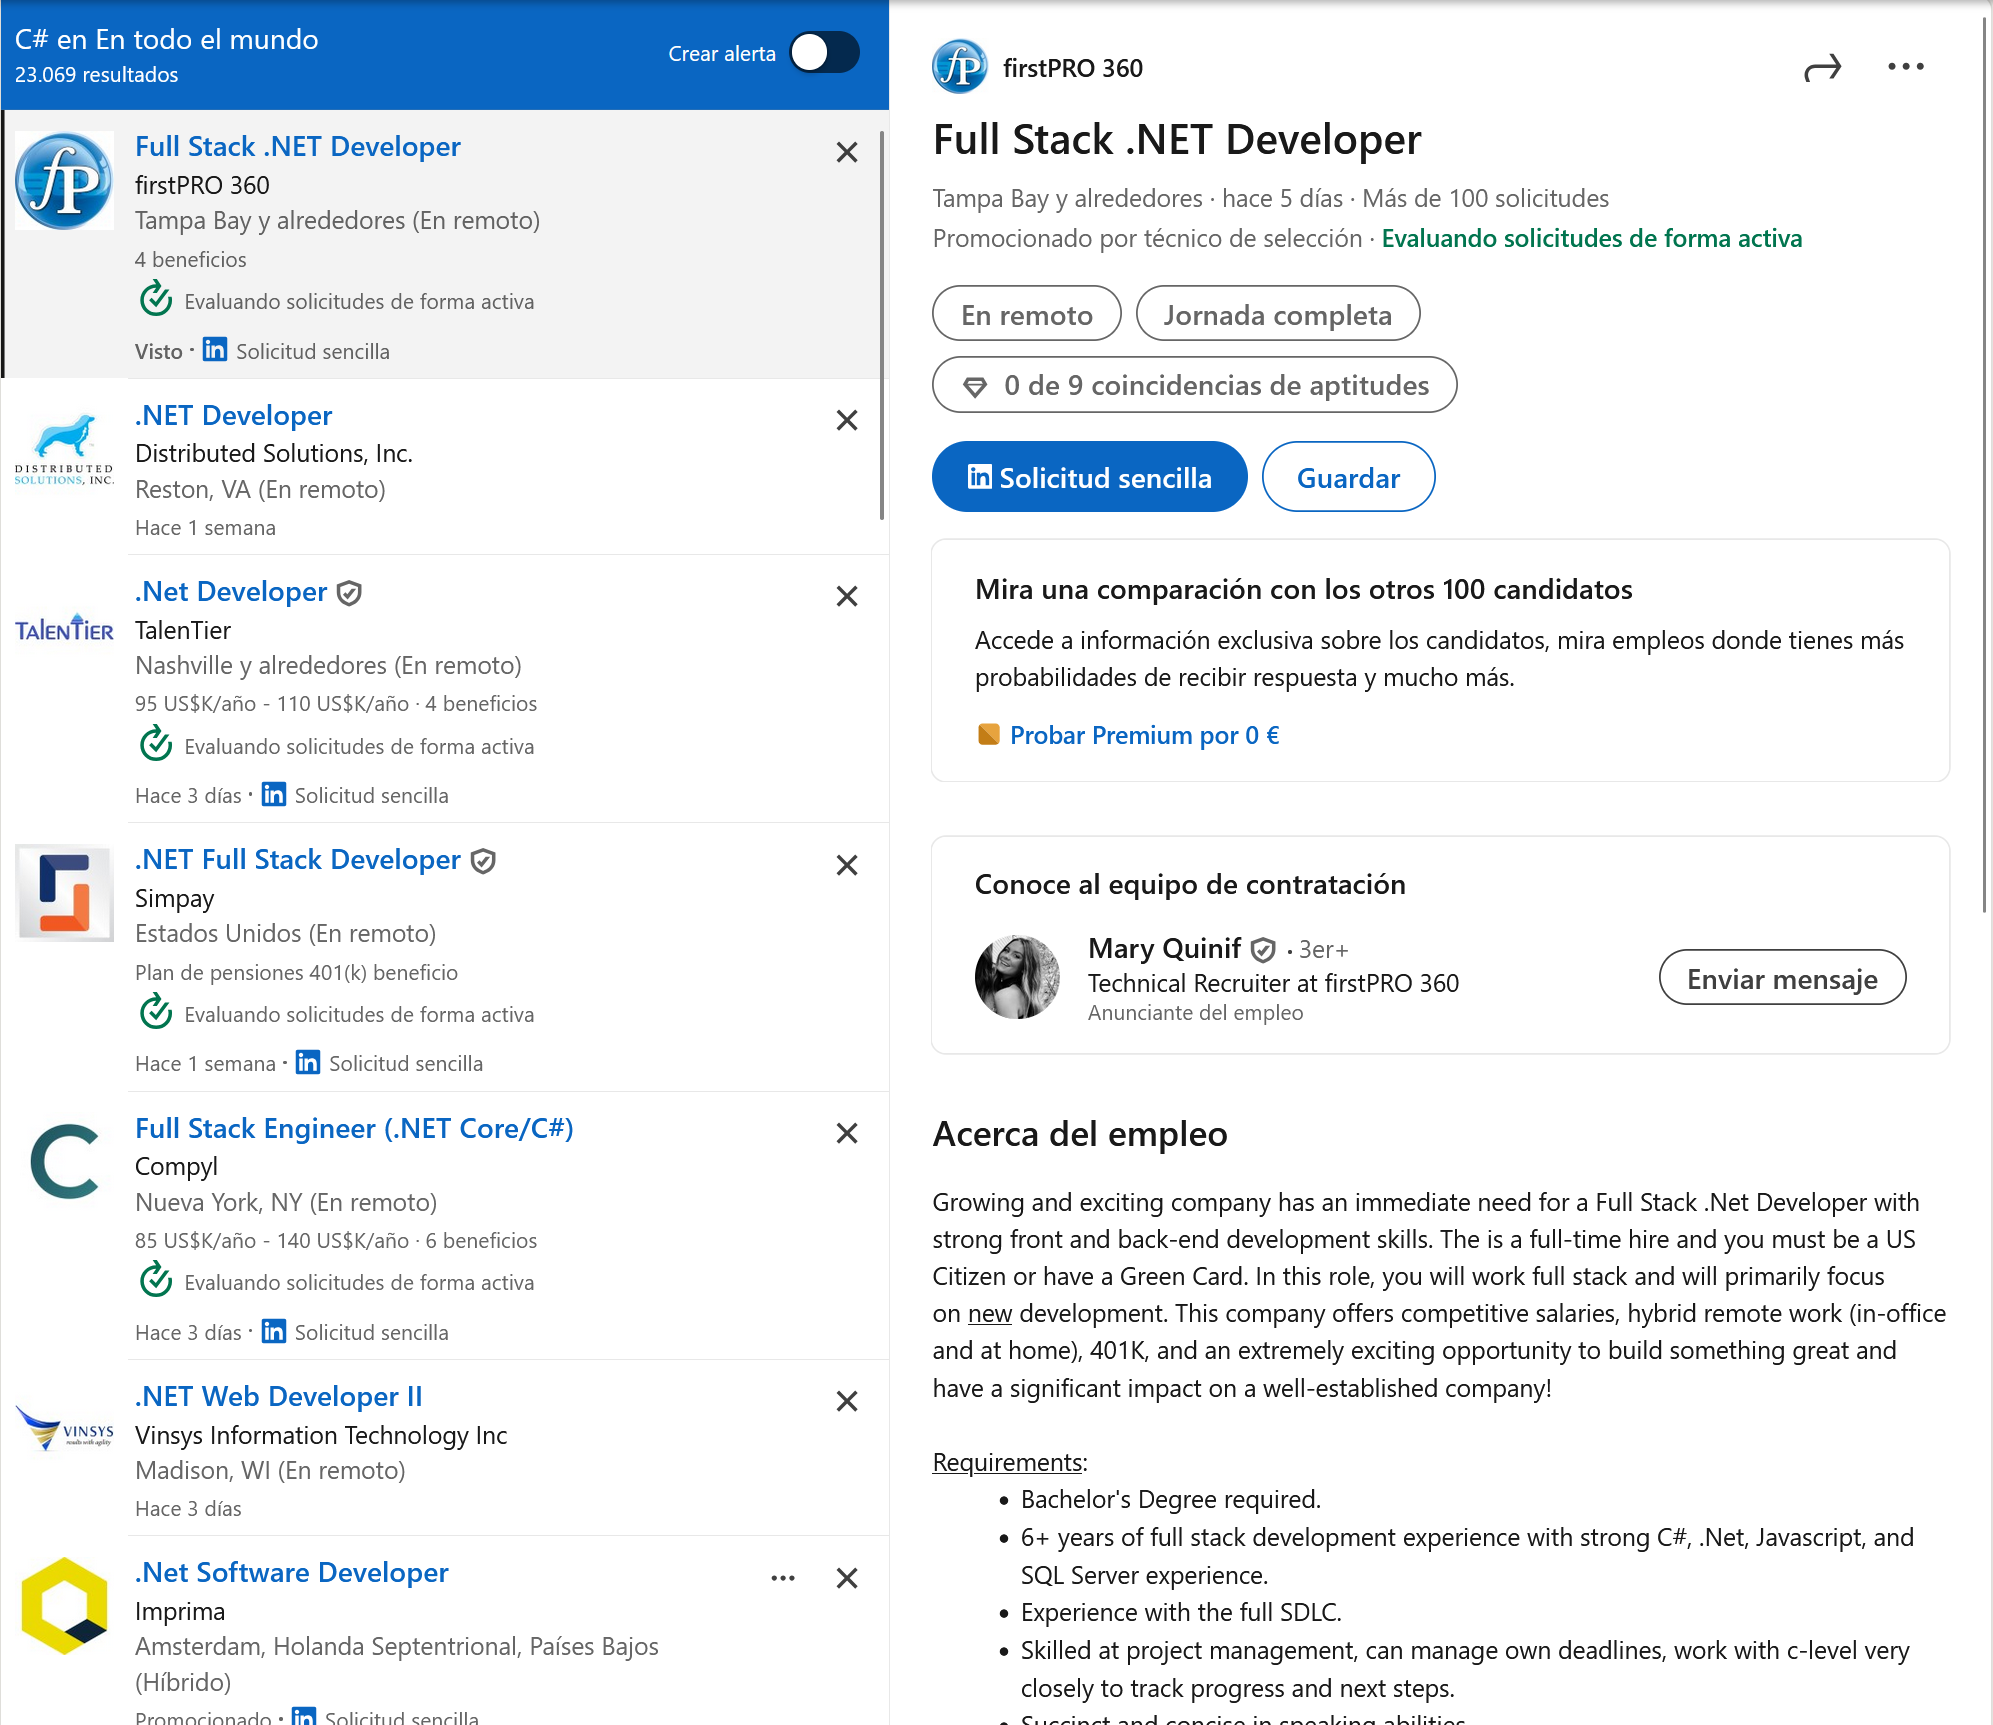 C# en En todo el mundo
23.069 resultados
Crear alerta
Full Stack .NET Developer
firstPRO 360
Tampa Bay y alrededores (En remoto)
4 beneficios
Evaluando solicitudes de forma activa
Visto · in Solicitud sencilla
DISTRIBUTED
SOLUTIONS, INC.
.NET Developer
Distributed Solutions, Inc.
Reston, VA (En remoto)
Hace 1 semana
TALENTIER
.Net Developer
TalenTier
Nashville y alrededores (En remoto)
95 US$K/año - 110 US$K/año · 4 beneficios
Evaluando solicitudes de forma activa
Hace 3 días · in Solicitud sencilla
.NET Full Stack Developer
Simpay
Estados Unidos (En remoto)
Plan de pensiones 401(k) beneficio
Evaluando solicitudes de forma activa
Hace 1 semana · in Solicitud sencilla
Full Stack Engineer (.NET Core/C#)
Compyl
Nueva York, NY (En remoto)
85 US$K/año - 140 US$K/año · 6 beneficios
Evaluando solicitudes de forma activa
Hace 3 días · in Solicitud sencilla
VINSYS
results with agility
.NET Web Developer II
Vinsys Information Technology Inc
Madison, WI (En remoto)
Hace 3 días
.Net Software Developer
Imprima
Amsterdam, Holanda Septentrional, Países Bajos
(Híbrido)
Promocionado · in Solicitud sencilla
fP firstPRO 360
Full Stack .NET Developer
Tampa Bay y alrededores · hace 5 días · Más de 100 solicitudes
Promocionado por técnico de selección · Evaluando solicitudes de forma activa
En remoto
Jornada completa
0 de 9 coincidencias de aptitudes
in Solicitud sencilla
Guardar
Mira una comparación con los otros 100 candidatos
Accede a información exclusiva sobre los candidatos, mira empleos donde tienes más
probabilidades de recibir respuesta y mucho más.
Probar Premium por 0 €
Conoce al equipo de contratación
Mary Quinif · 3er+
Technical Recruiter at firstPRO 360
Anunciante del empleo
Enviar mensaje
Acerca del empleo
Growing and exciting company has an immediate need for a Full Stack .Net Developer with
strong front and back-end development skills. The is a full-time hire and you must be a US
Citizen or have a Green Card. In this role, you will work full stack and will primarily focus
on new development. This company offers competitive salaries, hybrid remote work (in-office
and at home), 401K, and an extremely exciting opportunity to build something great and
have a significant impact on a well-established company!
Requirements:
• Bachelor's Degree required.
• 6+ years of full stack development experience with strong C#, .Net, Javascript, and
SQL Server experience.
• Experience with the full SDLC.
• Skilled at project management, can manage own deadlines, work with c-level very
closely to track progress and next steps.
• Succinct and concise in speaking abilities.